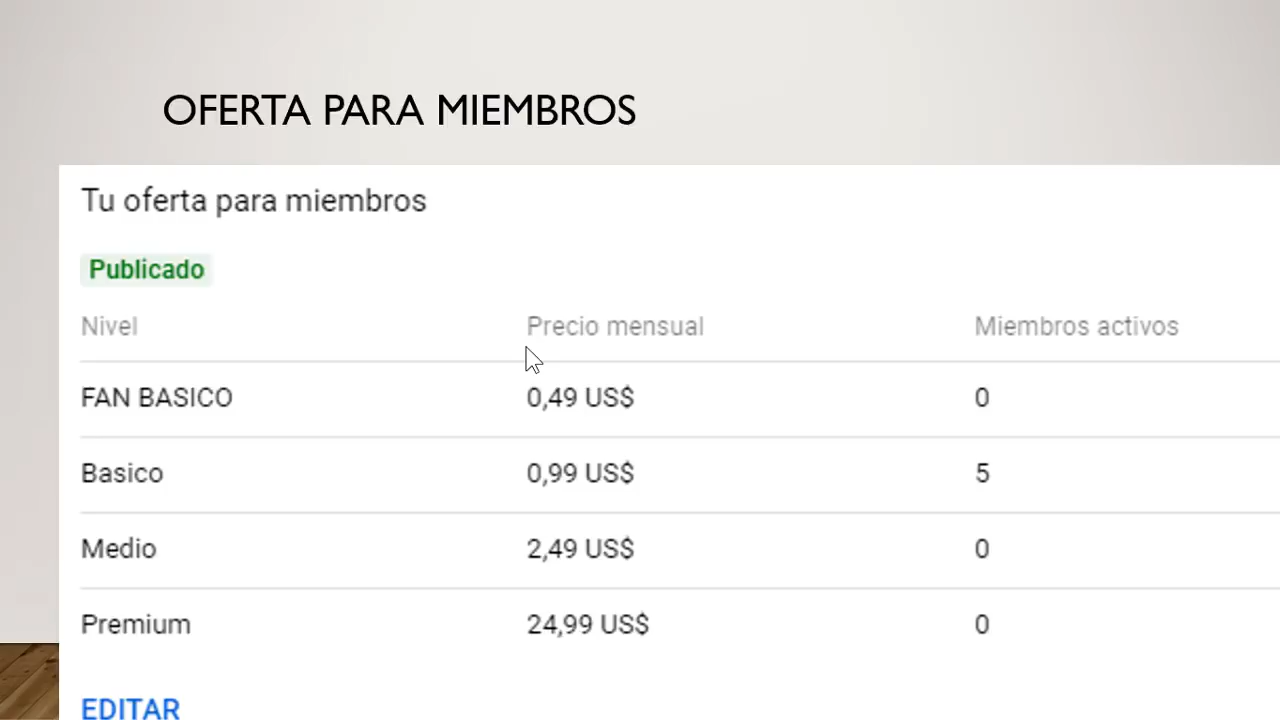 OFERTA PARA MIEMBROS
Tu oferta para miembros
Publicado
Nivel Precio mensual Miembros activos
FAN BASICO 0,49 US$ 0
Basico 0,99 US$ 5
Medio 2,49 US$ 0
Premium 24,99 US$ 0
EDITAR